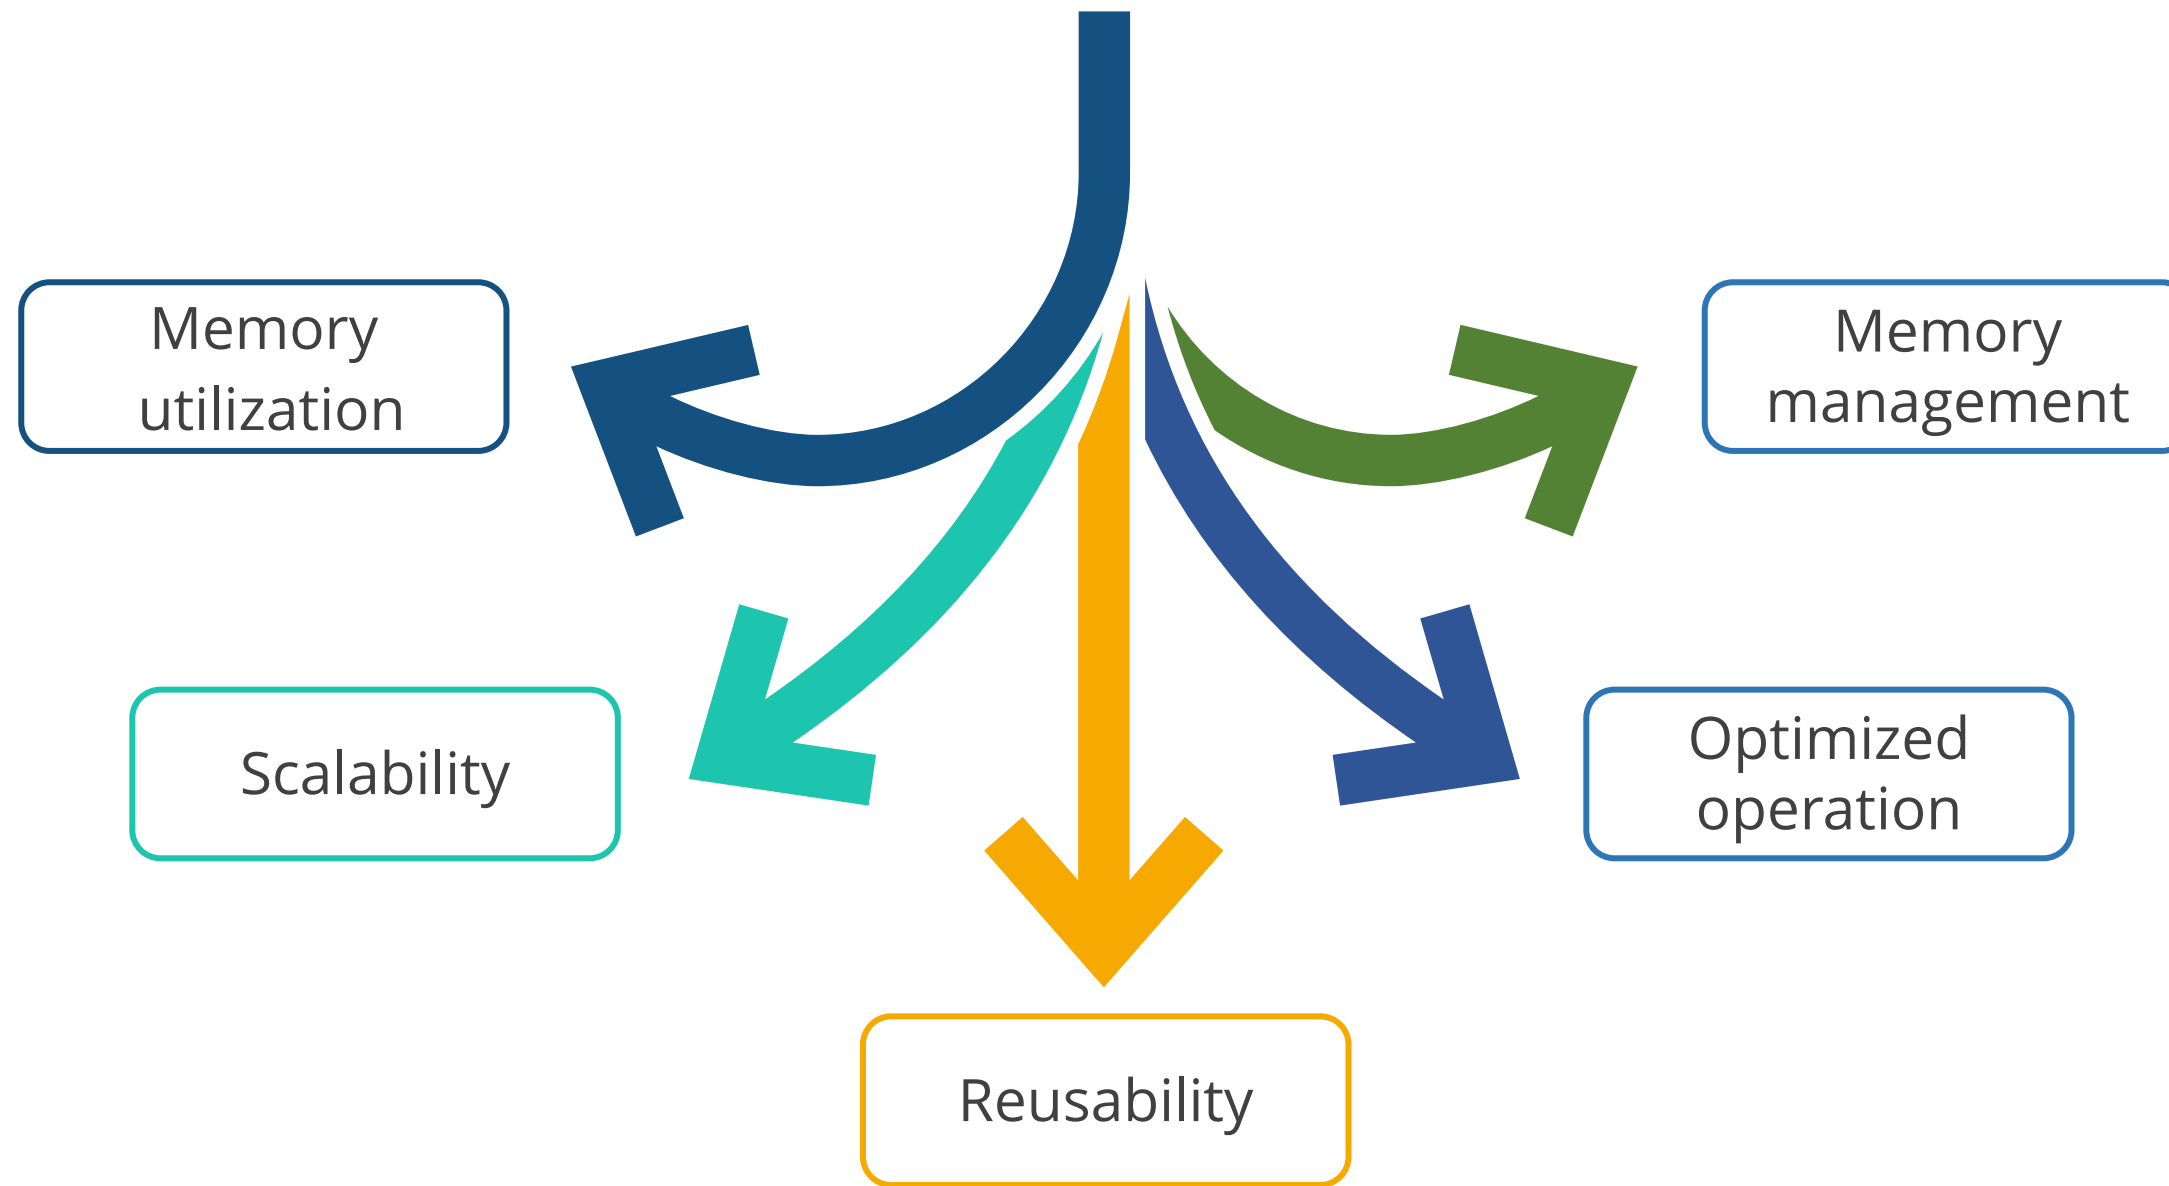 Memory
utilization
Memory
management
Scalability
Optimized
operation
Reusability